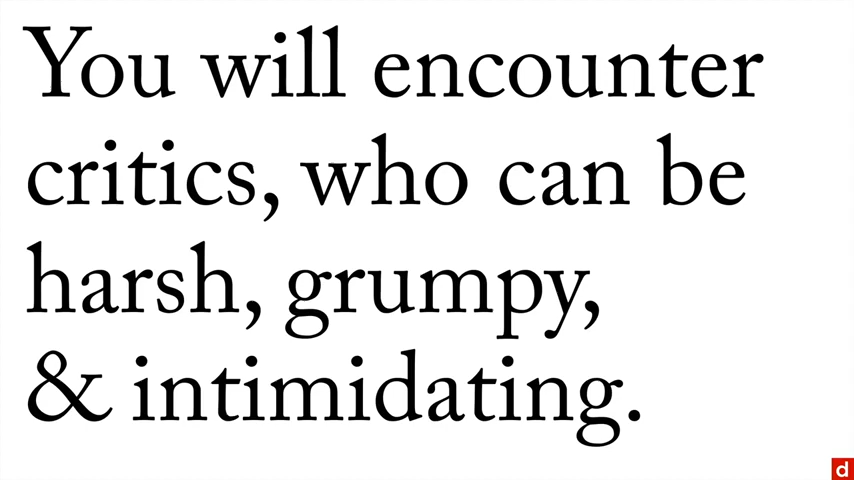 You will encounter
critics, who can be
harsh, grumpy,
& intimidating.
d